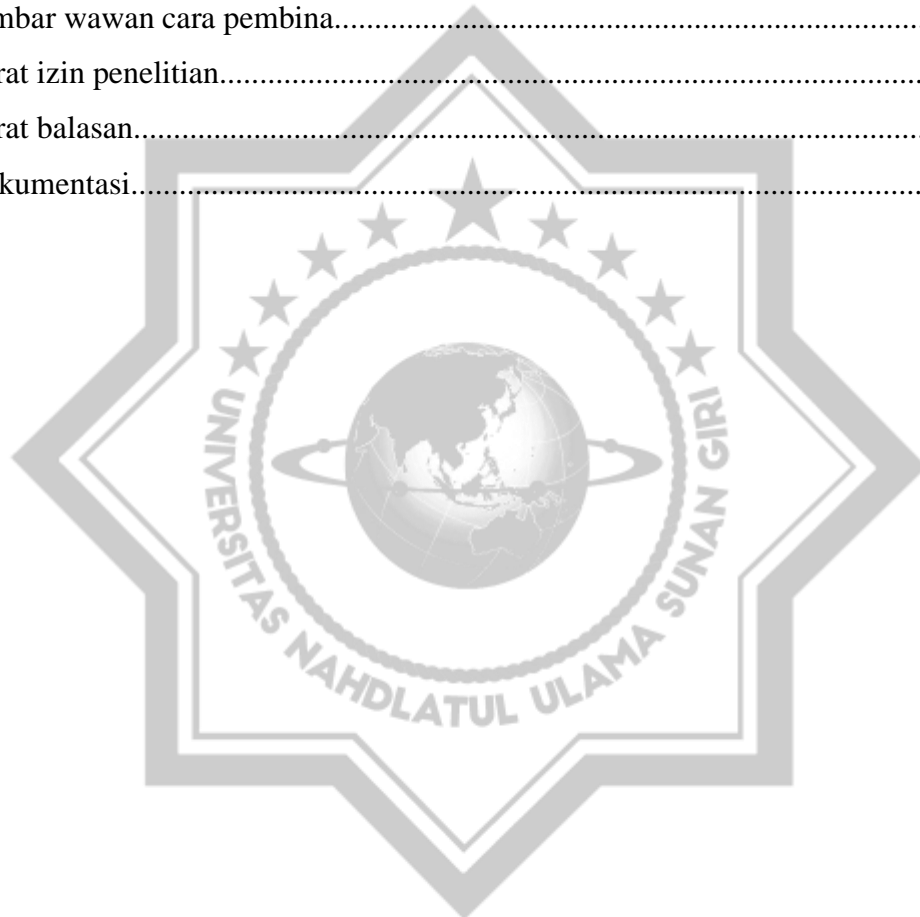 mbar wawan cara pembina..........................................................................
rat izin penelitian..........................................................................................
rat balasan.....................................................................................................
kumentasi.....................................................................................................
UNIVERSITAS NAHDLATUL ULAMA SUNAN GIRI